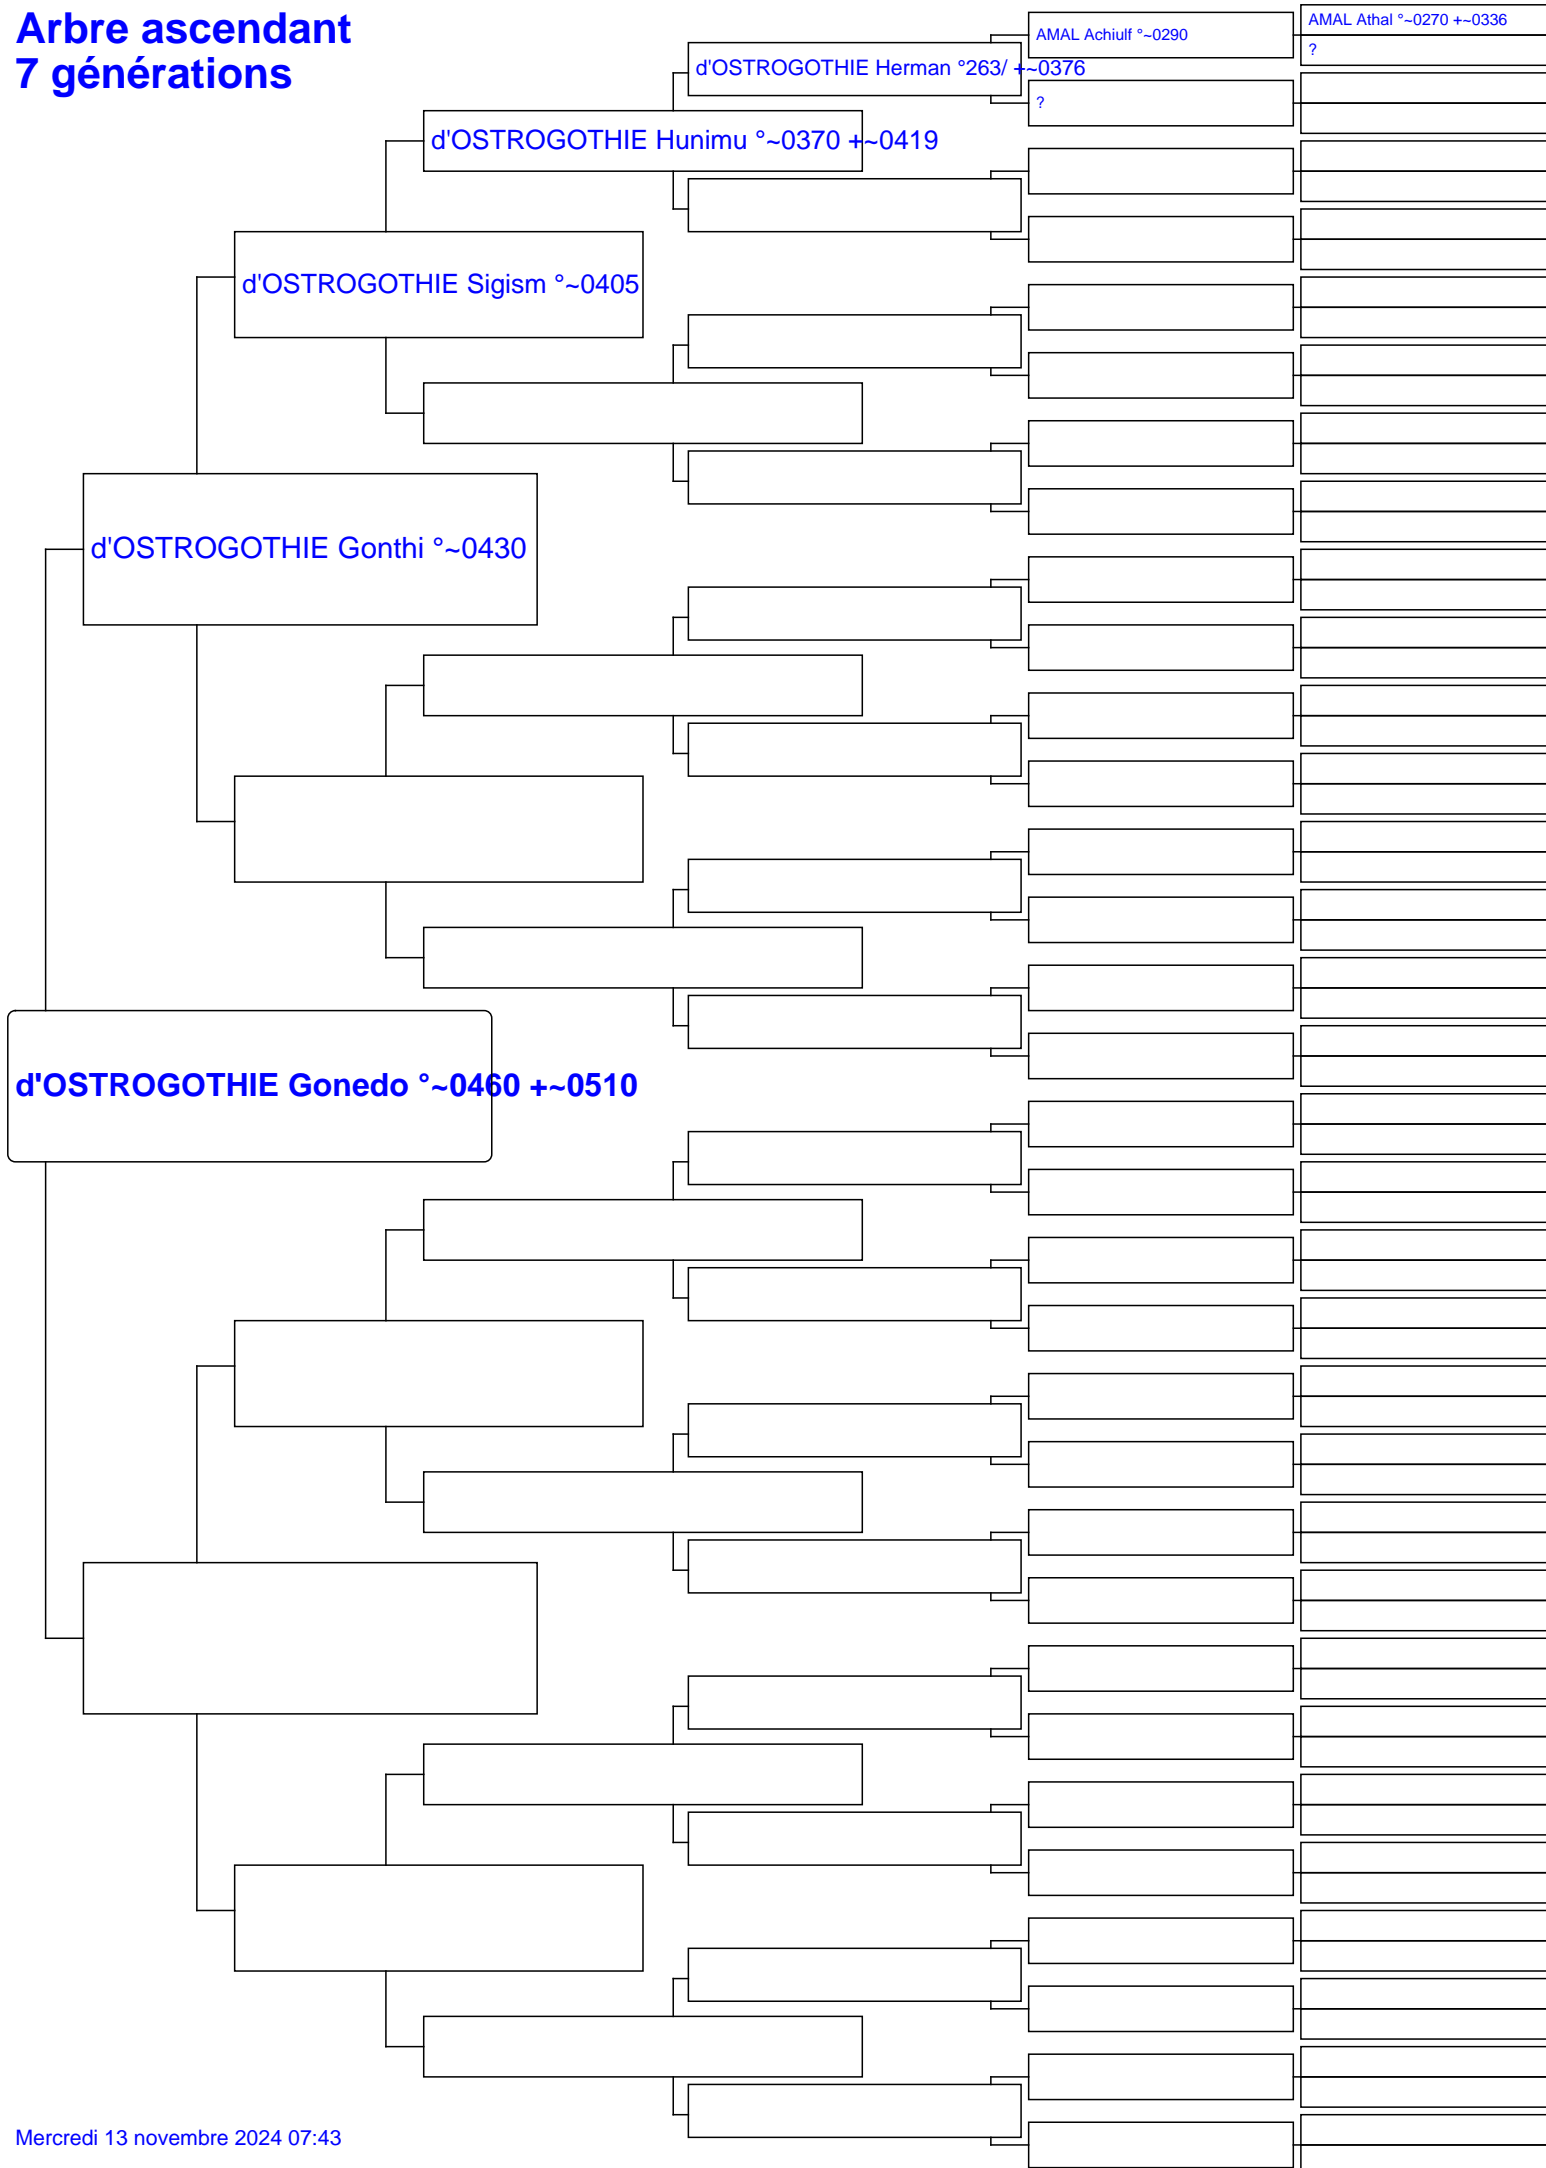 Arbre ascendant
7 générations
AMAL Athal °~0270 +~0336
?
AMAL Achiulf °~0290
d'OSTROGOTHIE Herman °263/ +~0376
?
d'OSTROGOTHIE Hunimu °~0370 +~0419
d'OSTROGOTHIE Sigism °~0405
d'OSTROGOTHIE Gonthi °~0430
d'OSTROGOTHIE Gonedo °~0460 +~0510
Mercredi 13 novembre 2024 07:43